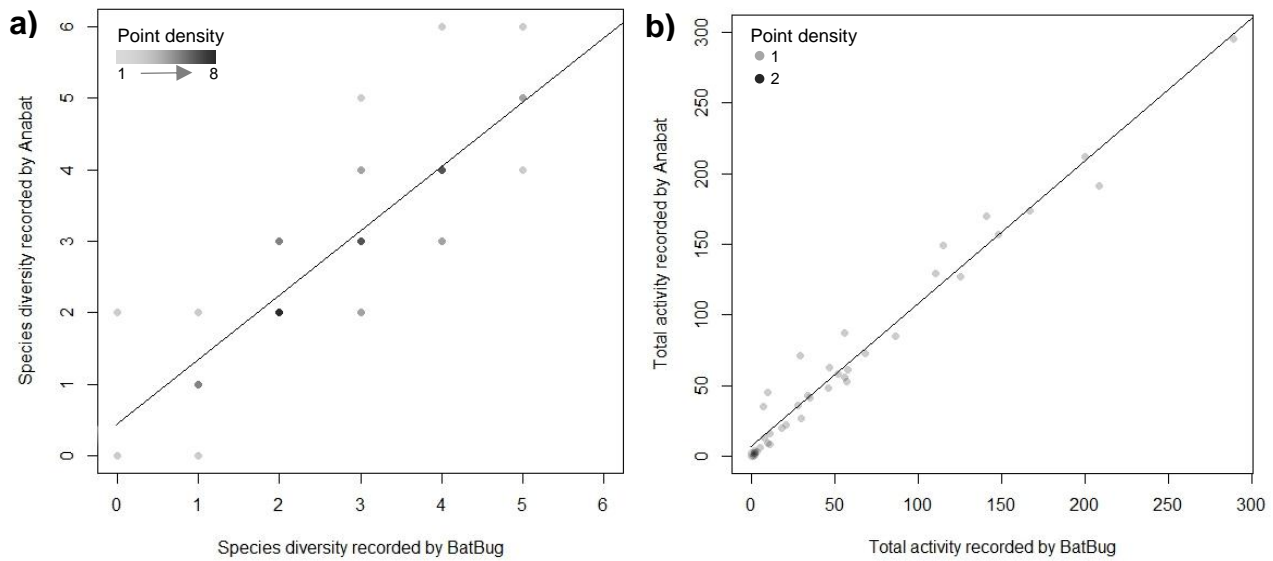 a)
Point density
1 8
6
5
4
3
2
1
0
Species diversity recorded by Anabat
0 1 2 3 4 5 6
Species diversity recorded by BatBug
b)
Point density
1
2
300
250
200
150
100
50
0
Total activity recorded by Anabat
0 50 100 150 200 250 300
Total activity recorded by BatBug